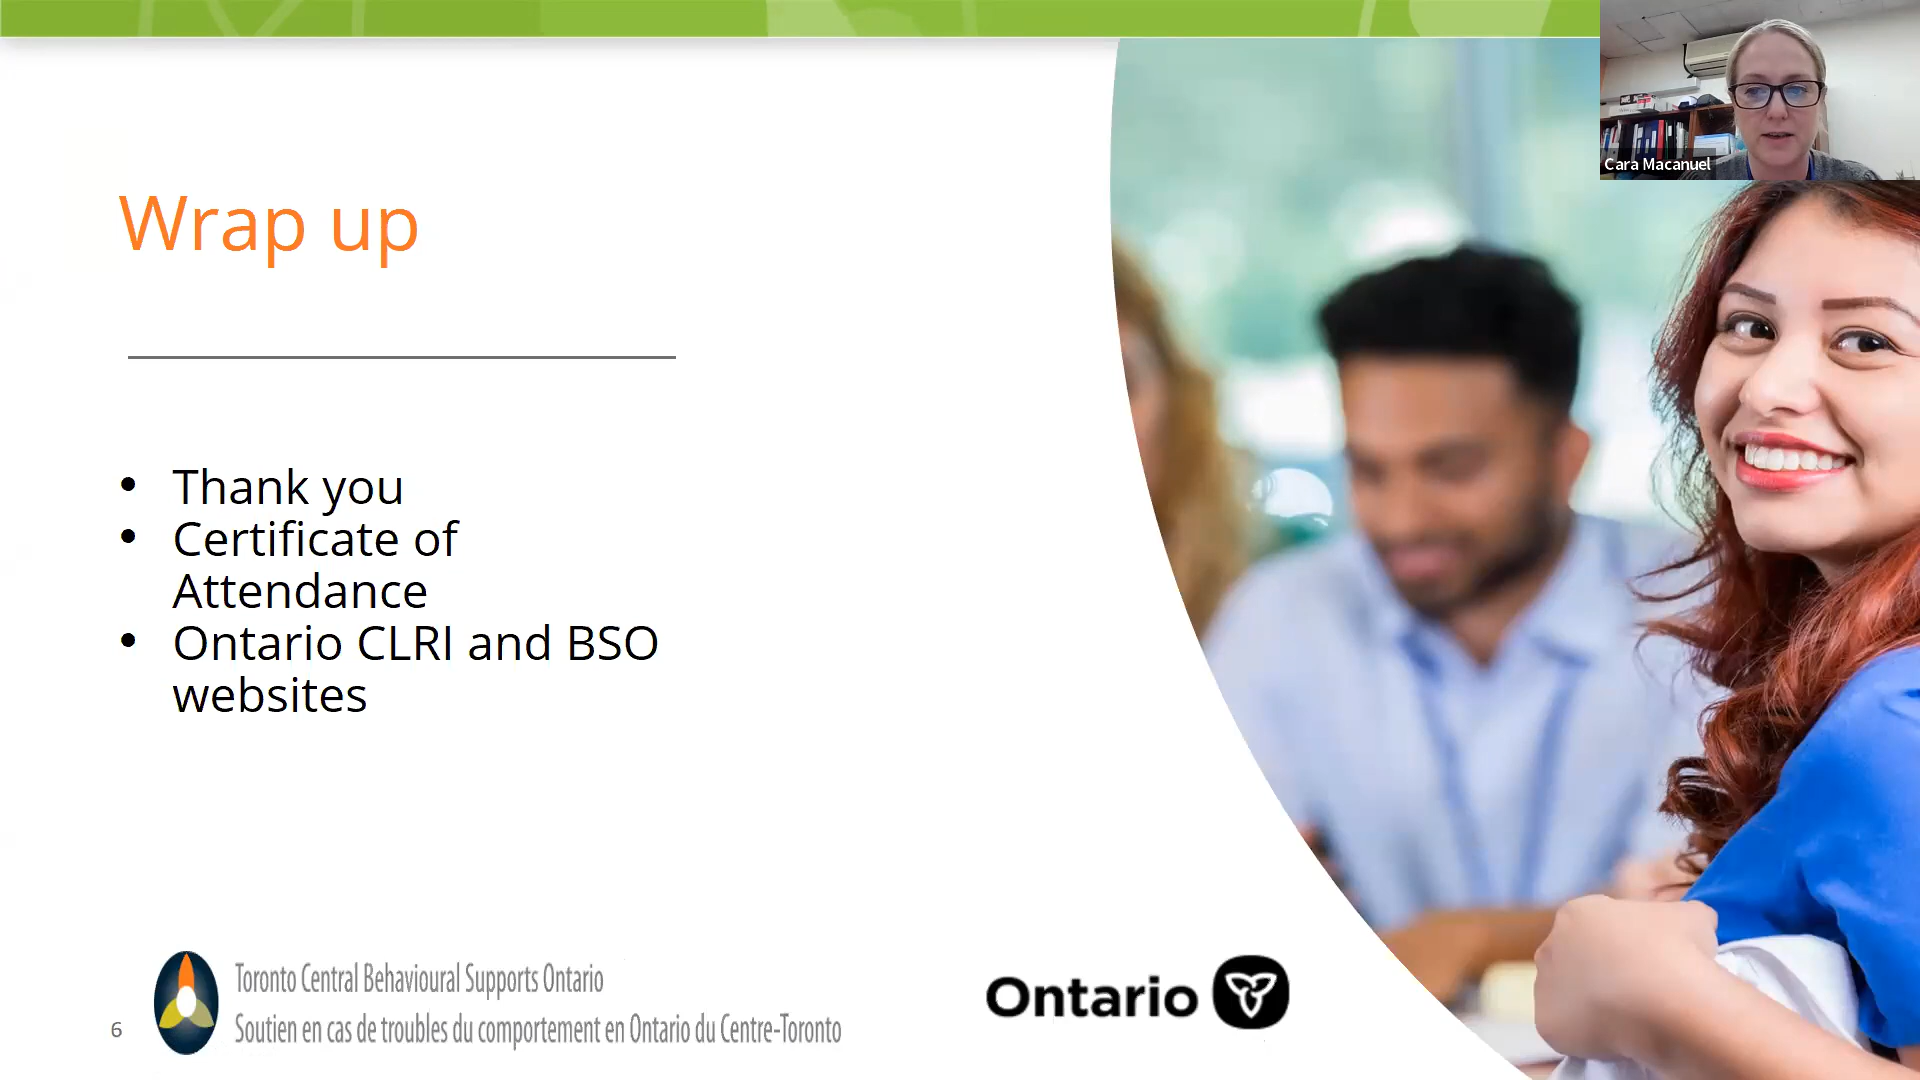 Cara Macanuel
Wrap up
• Thank you
• Certificate of
Attendance
• Ontario CLRI and BSO
websites
6
Toronto Central Behavioural Supports Ontario
Soutien en cas de troubles du comportement en Ontario du Centre-Toronto
Ontario